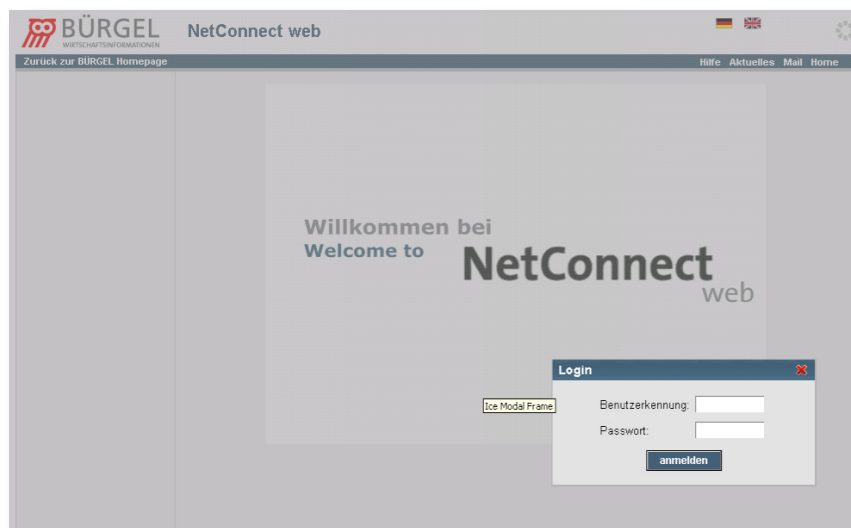 BÜRGEL
WIRTSCHAFTSINFORMATIONEN
NetConnect web
Zurück zur BÜRGEL Homepage
Hilfe Aktuelles Mail Home
Willkommen bei
Welcome to
NetConnect
web
Login
Ice Modal Frame
Benutzerkennung:
Passwort:
anmelden